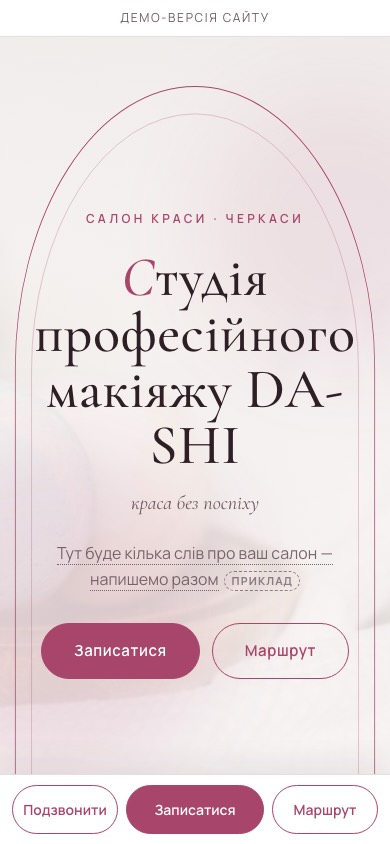 ДЕМО-ВЕРСІЯ САЙТУ
САЛОН КРАСИ · ЧЕРКАСИ
Студія
професійного
макіяжу DA-
SHI
краса без поспіху
Тут буде кілька слів про ваш салон —
напишемо разом ПРИКЛАД
Записатися Маршрут
Подзвонити Записатися Маршрут